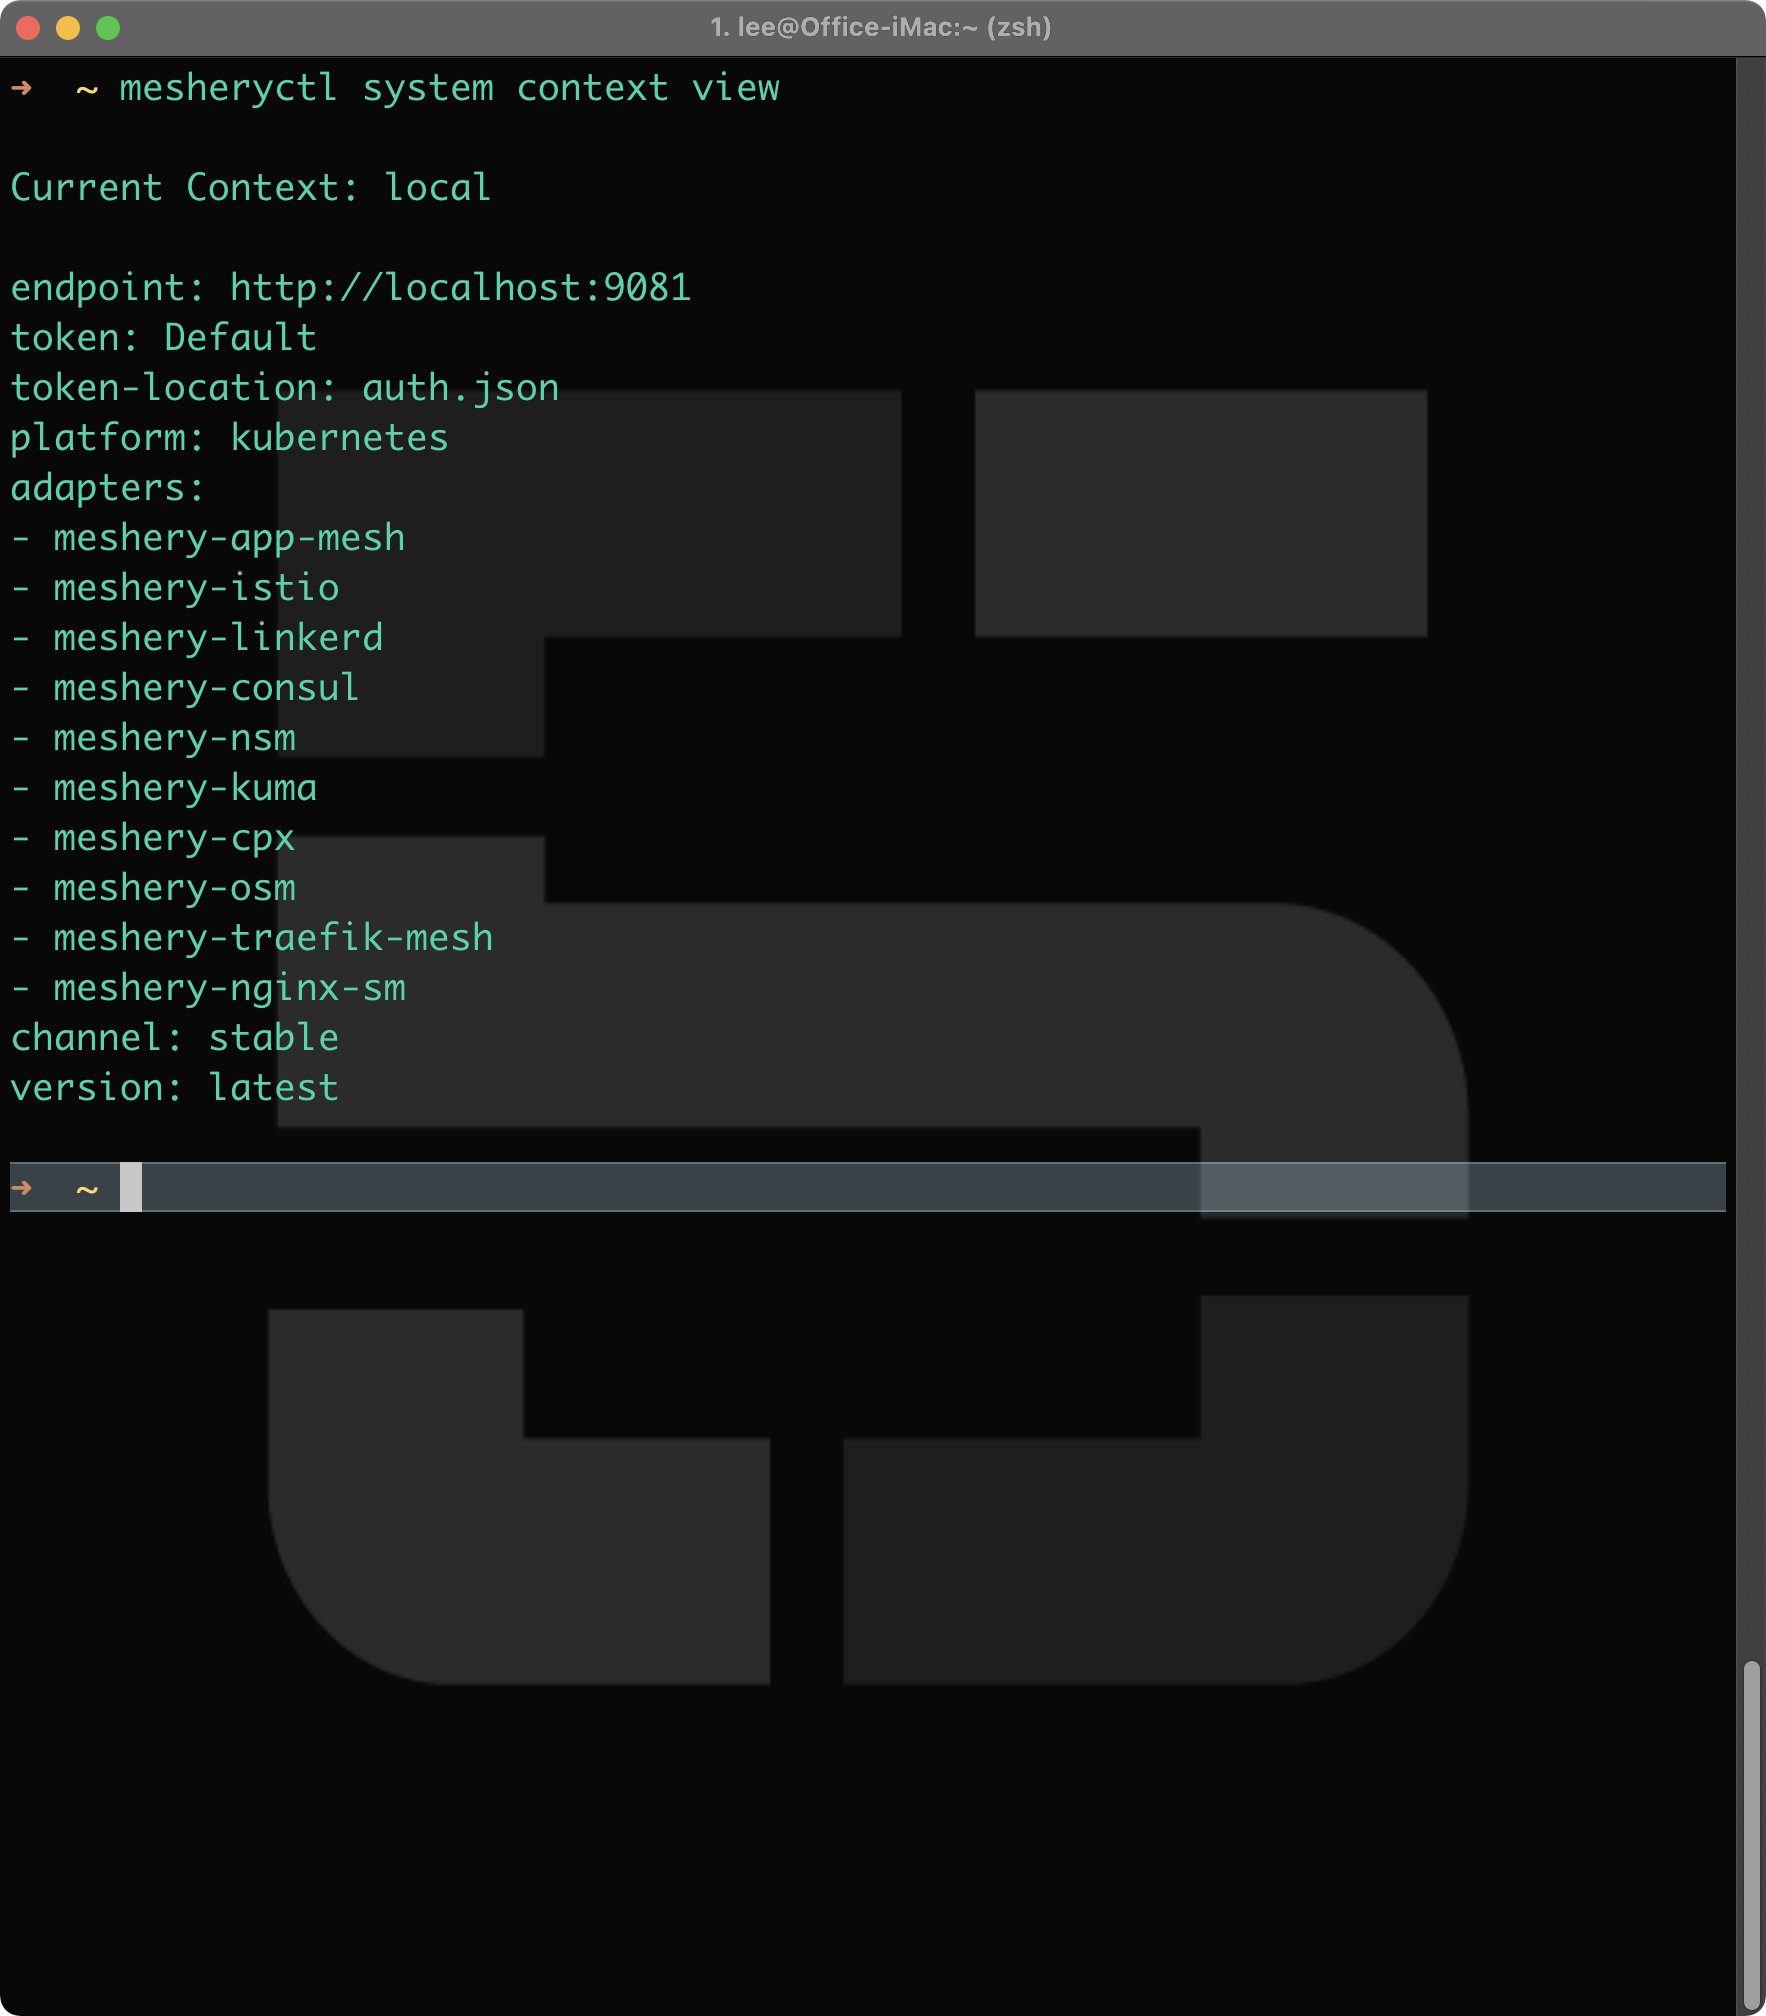 1. lee@Office-iMac:~ (zsh)
➜  ~ mesheryctl system context view
Current Context: local
endpoint: http://localhost:9081
token: Default
token-location: auth.json
platform: kubernetes
adapters:
- meshery-app-mesh
- meshery-istio
- meshery-linkerd
- meshery-consul
- meshery-nsm
- meshery-kuma
- meshery-cpx
- meshery-osm
- meshery-traefik-mesh
- meshery-nginx-sm
channel: stable
version: latest
➜  ~